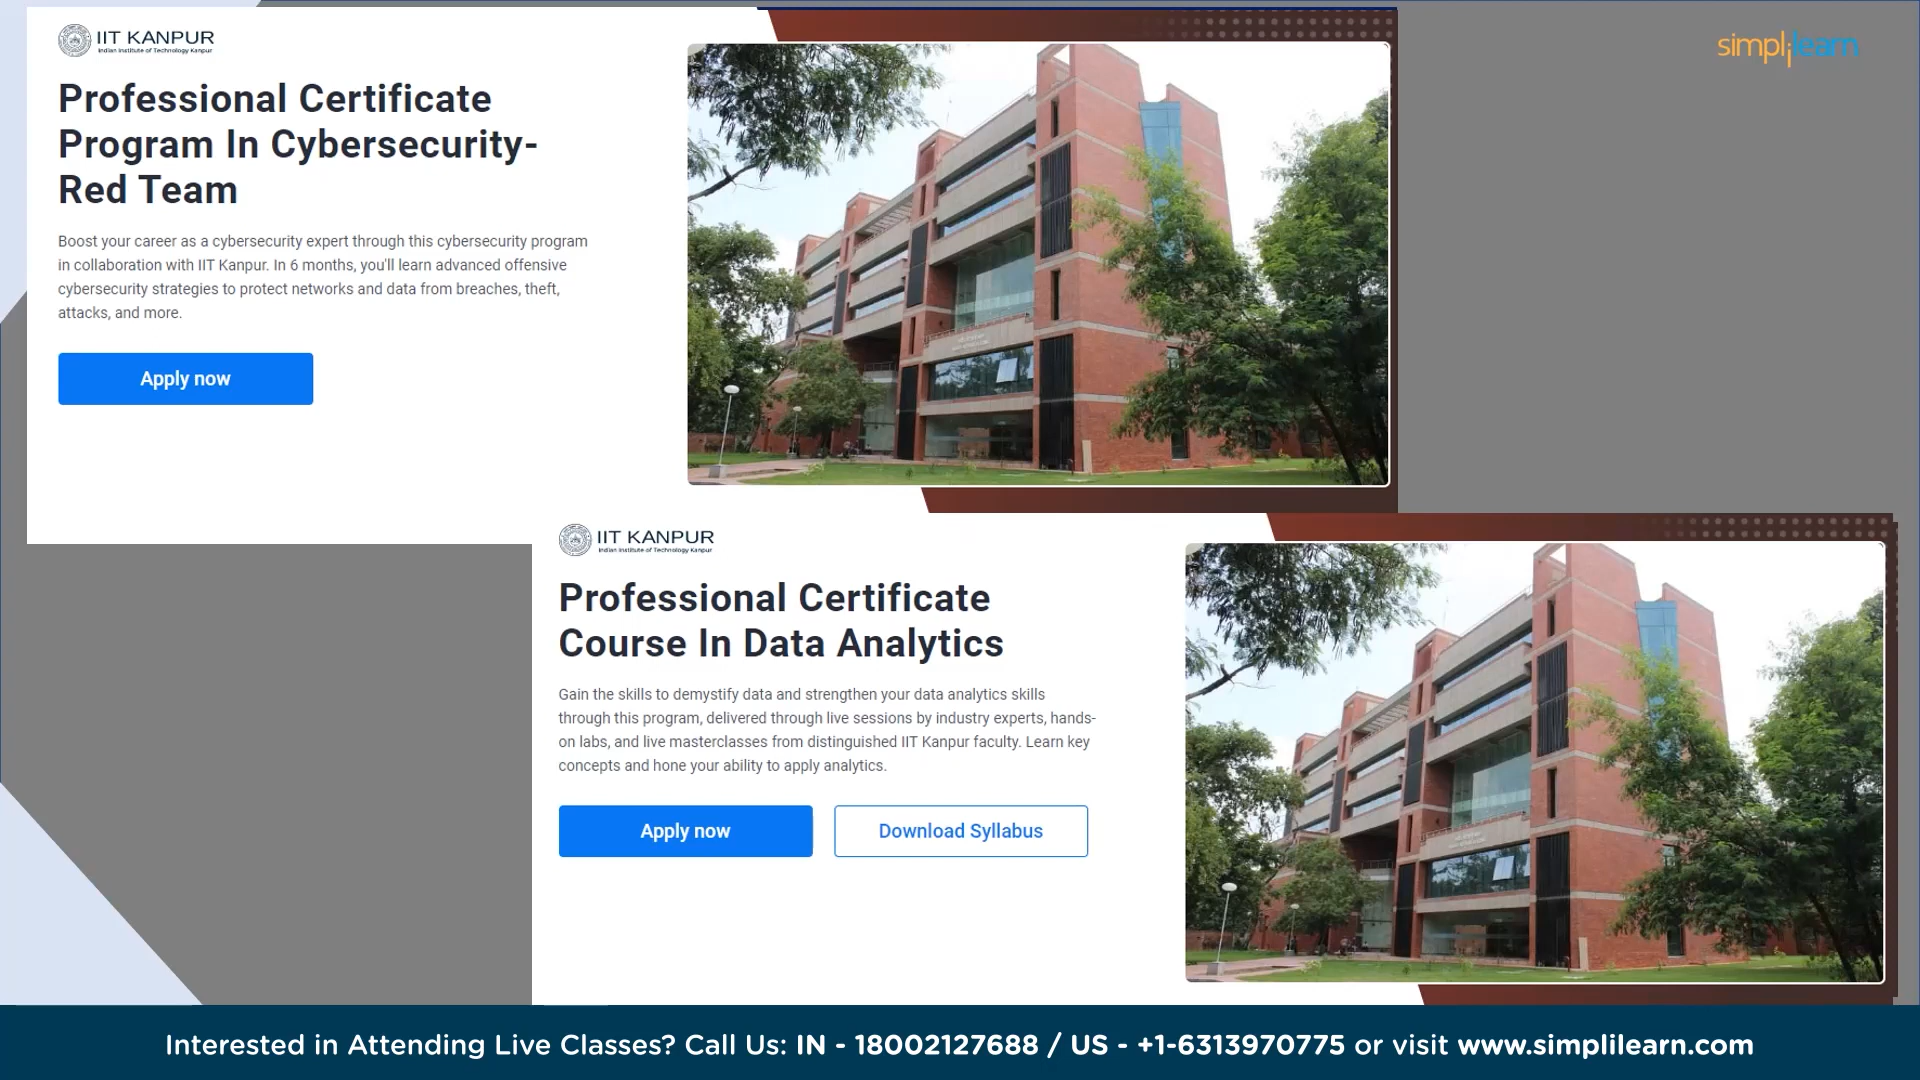 IIT KANPUR
Indian Institute of Technology Kanpur
simplilearn
Professional Certificate
Program In Cybersecurity-
Red Team
Boost your career as a cybersecurity expert through this cybersecurity program
in collaboration with IIT Kanpur. In 6 months, you'll learn advanced offensive
cybersecurity strategies to protect networks and data from breaches, theft,
attacks, and more.
Apply now
IIT KANPUR
Indian Institute of Technology Kanpur
Professional Certificate
Course In Data Analytics
Gain the skills to demystify data and strengthen your data analytics skills
through this program, delivered through live sessions by industry experts, hands-
on labs, and live masterclasses from distinguished IIT Kanpur faculty. Learn key
concepts and hone your ability to apply analytics.
Apply now
Download Syllabus
Interested in Attending Live Classes? Call Us: IN - 18002127688 / US - +1-6313970775 or visit www.simplilearn.com